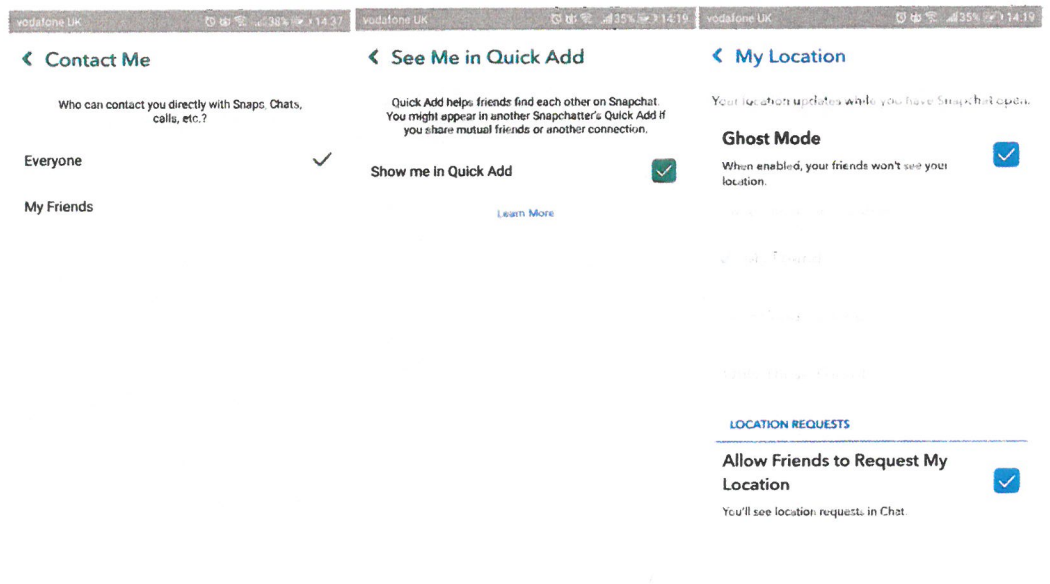 vodafone UK 38% 14:37
Contact Me
Who can contact you directly with Snaps, Chats,
calls, etc.?
Everyone
My Friends
vodafone UK 35% 14:19
See Me in Quick Add
Quick Add helps friends find each other on Snapchat.
You might appear in another Snapchatter's Quick Add if
you share mutual friends or another connection.
Show me in Quick Add
Learn More
vodafone UK 35% 14:19
My Location
Your location updates while you have Snapchat open.
Ghost Mode
When enabled, your friends won't see your
location.
LOCATION REQUESTS
Allow Friends to Request My
Location
You'll see location requests in Chat.